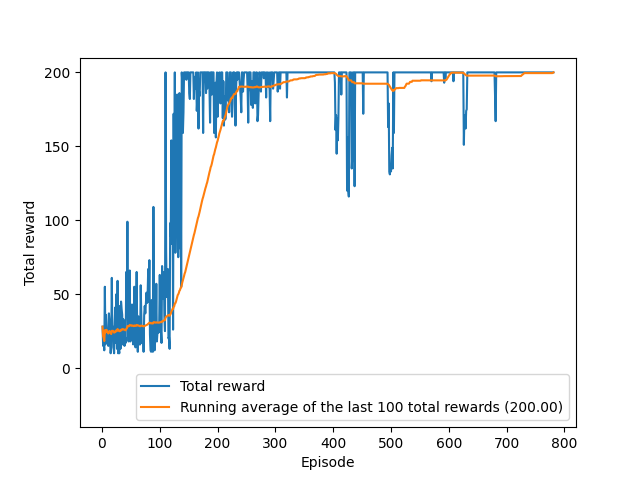 200
150
100
50
0
Total reward
Total reward
Running average of the last 100 total rewards (200.00)
0 100 200 300 400 500 600 700 800
Episode